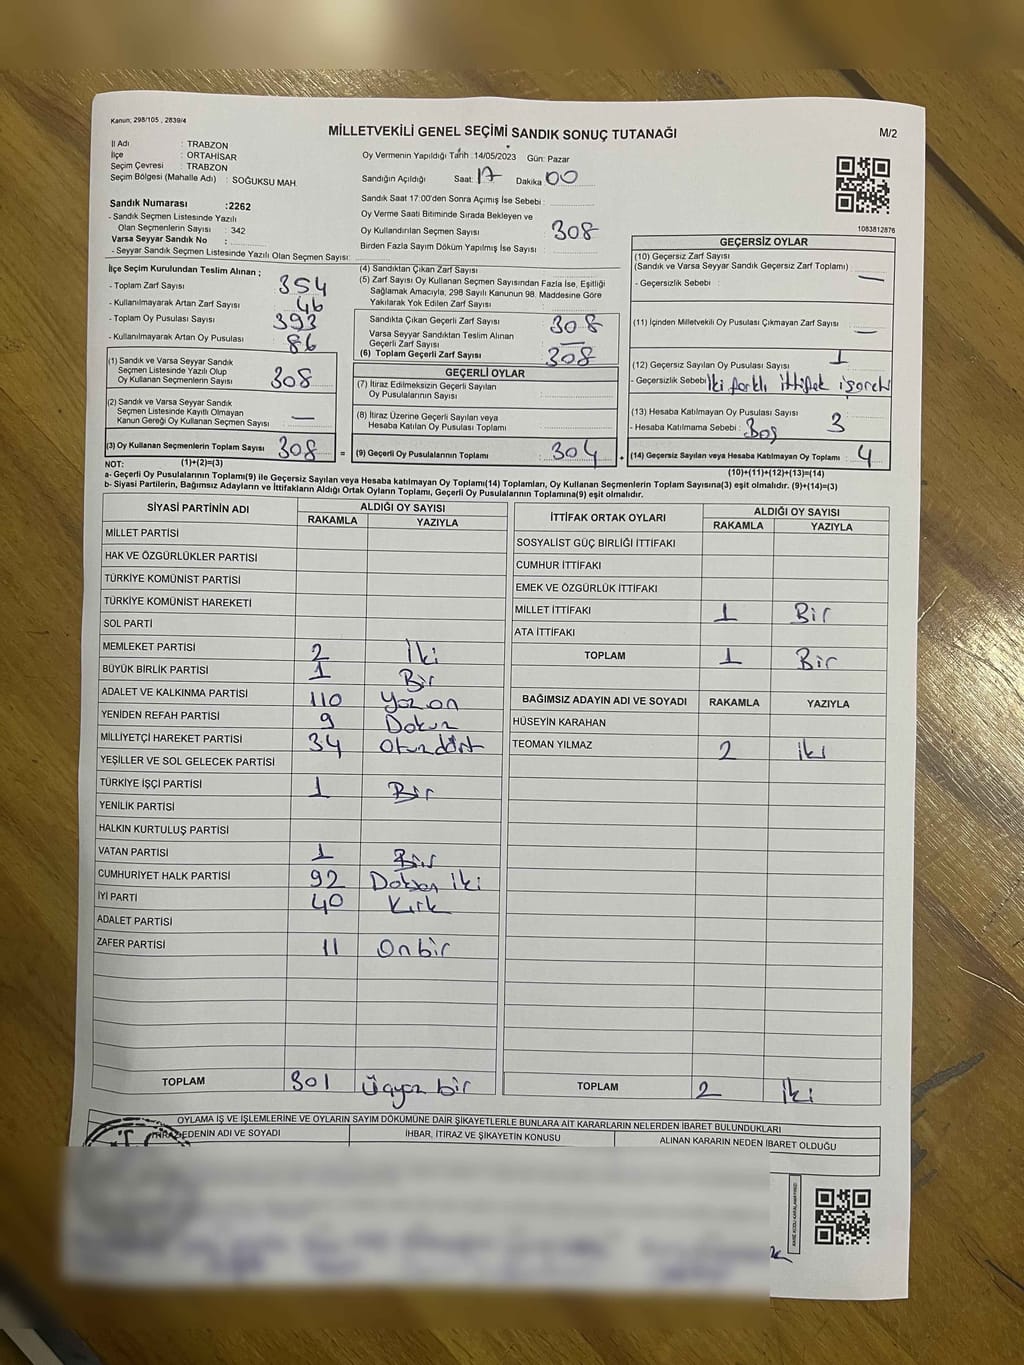 Kanun; 298/105 , 2839/4
MİLLETVEKİLİ GENEL SEÇİMİ SANDIK SONUÇ TUTANAĞI
M/2
İl Adı : TRABZON
İlçe : ORTAHİSAR
Seçim Çevresi : TRABZON
Seçim Bölgesi (Mahalle Adı) : SOĞUKSU MAH.
Oy Vermenin Yapıldığı Tarih :14/05/2023 Gün: Pazar
Sandığın Açıldığı Saat: 17 Dakika 00
Sandık Saat 17:00'den Sonra Açımış İse Sebebi :
Oy Verme Saati Bitiminde Sırada Bekleyen ve
Oy Kullandırılan Seçmen Sayısı : 308
Birden Fazla Sayım Döküm Yapılmış İse Sayısı :
1083812876
Sandık Numarası :2262
- Sandık Seçmen Listesinde Yazılı
Olan Seçmenlerin Sayısı : 342
Varsa Seyyar Sandık No :
- Seyyar Sandık Seçmen Listesinde Yazılı Olan Seçmen Sayısı:
İlçe Seçim Kurulundan Teslim Alınan ;
- Toplam Zarf Sayısı : 354
- Kullanılmayarak Artan Zarf Sayısı : 46
- Toplam Oy Pusulası Sayısı : 393
- Kullanılmayarak Artan Oy Pusulası : 86
(1) Sandık ve Varsa Seyyar Sandık
Seçmen Listesinde Yazılı Olup
Oy Kullanan Seçmenlerin Sayısı : 308
(2) Sandık ve Varsa Seyyar Sandık
Seçmen Listesinde Kayıtlı Olmayan
Kanun Gereği Oy Kullanan Seçmen Sayısı : —
(3) Oy Kullanan Seçmenlerin Toplam Sayısı : 308
(1)+(2)=(3)
(4) Sandıktan Çıkan Zarf Sayısı :
(5) Zarf Sayısı Oy Kullanan Seçmen Sayısından Fazla İse, Eşitliği
Sağlamak Amacıyla, 298 Sayılı Kanunun 98. Maddesine Göre
Yakılarak Yok Edilen Zarf Sayısı :
Sandıkta Çıkan Geçerli Zarf Sayısı : 308
Varsa Seyyar Sandıktan Teslim Alınan
Geçerli Zarf Sayısı : —
(6) Toplam Geçerli Zarf Sayısı : 308
GEÇERLİ OYLAR
(7) İtiraz Edilmeksizin Geçerli Sayılan
Oy Pusulalarının Sayısı :
(8) İtiraz Üzerine Geçerli Sayılan veya
Hesaba Katılan Oy Pusulası Toplamı :
= (9) Geçerli Oy Pusulalarının Toplamı : 304 +
GEÇERSİZ OYLAR
(10) Geçersiz Zarf Sayısı
(Sandık ve Varsa Seyyar Sandık Geçersiz Zarf Toplamı) : —
- Geçersizlik Sebebi :
(11) İçinden Milletvekili Oy Pusulası Çıkmayan Zarf Sayısı : —
(12) Geçersiz Sayılan Oy Pusulası Sayısı : 1
- Geçersizlik Sebebi İki farklı ittifak işareti
(13) Hesaba Katılmayan Oy Pusulası Sayısı : 3
- Hesaba Katılmama Sebebi : Boş
(14) Geçersiz Sayılan veya Hesaba Katılmayan Oy Toplamı : 4
(10)+(11)+(12)+(13)=(14)
NOT:
a- Geçerli Oy Pusulalarının Toplamı(9) ile Geçersiz Sayılan veya Hesaba katılmayan Oy Toplamı(14) Toplamları, Oy Kullanan Seçmenlerin Toplam Sayısına(3) eşit olmalıdır. (9)+(14)=(3)
b- Siyasi Partilerin, Bağımsız Adayların ve İttifakların Aldığı Ortak Oyların Toplamı, Geçerli Oy Pusulalarının Toplamına(9) eşit olmalıdır.
SİYASİ PARTİNİN ADI ALDIĞI OY SAYISI
RAKAMLA YAZIYLA
MİLLET PARTİSİ
HAK VE ÖZGÜRLÜKLER PARTİSİ
TÜRKİYE KOMÜNİST PARTİSİ
TÜRKİYE KOMÜNİST HAREKETİ
SOL PARTİ
MEMLEKET PARTİSİ 2 İki
BÜYÜK BİRLİK PARTİSİ 1 Bir
ADALET VE KALKINMA PARTİSİ 110 Yüzon
YENİDEN REFAH PARTİSİ 9 Dokuz
MİLLİYETÇİ HAREKET PARTİSİ 34 Otuzdört
YEŞİLLER VE SOL GELECEK PARTİSİ
TÜRKİYE İŞÇİ PARTİSİ 1 Bir
YENİLİK PARTİSİ
HALKIN KURTULUŞ PARTİSİ
VATAN PARTİSİ 1 Bir
CUMHURİYET HALK PARTİSİ 92 Doksan iki
İYİ PARTİ 40 Kırk
ADALET PARTİSİ
ZAFER PARTİSİ 11 Onbir
TOPLAM 301 Üçyüz bir
İTTİFAK ORTAK OYLARI ALDIĞI OY SAYISI
RAKAMLA YAZIYLA
SOSYALİST GÜÇ BİRLİĞİ İTTİFAKI
CUMHUR İTTİFAKI
EMEK VE ÖZGÜRLÜK İTTİFAKI
MİLLET İTTİFAKI 1 Bir
ATA İTTİFAKI
TOPLAM 1 Bir
BAĞIMSIZ ADAYIN ADI VE SOYADI RAKAMLA YAZIYLA
HÜSEYİN KARAHAN
TEOMAN YILMAZ 2 iki
TOPLAM 2 İki
OYLAMA İŞ VE İŞLEMLERİNE VE OYLARIN SAYIM DÖKÜMÜNE DAİR ŞİKAYETLERLE BUNLARA AİT KARARLARIN NELERDEN İBARET BULUNDUKLARI
İTİRAZ EDENİN ADI VE SOYADI İHBAR, İTİRAZ VE ŞİKAYETİN KONUSU ALINAN KARARIN NEDEN İBARET OLDUĞU